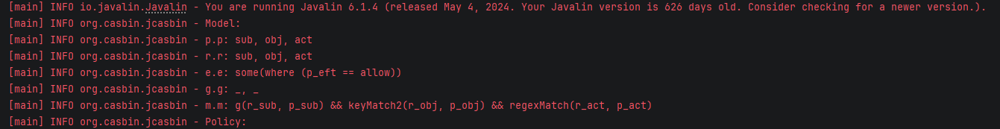 [main] INFO io.javalin.Javalin - You are running Javalin 6.1.4 (released May 4, 2024. Your Javalin version is 626 days old. Consider checking for a newer version.).
[main] INFO org.casbin.jcasbin - Model:
[main] INFO org.casbin.jcasbin - p.p: sub, obj, act
[main] INFO org.casbin.jcasbin - r.r: sub, obj, act
[main] INFO org.casbin.jcasbin - e.e: some(where (p_eft == allow))
[main] INFO org.casbin.jcasbin - g.g: _, _
[main] INFO org.casbin.jcasbin - m.m: g(r_sub, p_sub) && keyMatch2(r_obj, p_obj) && regexMatch(r_act, p_act)
[main] INFO org.casbin.jcasbin - Policy: